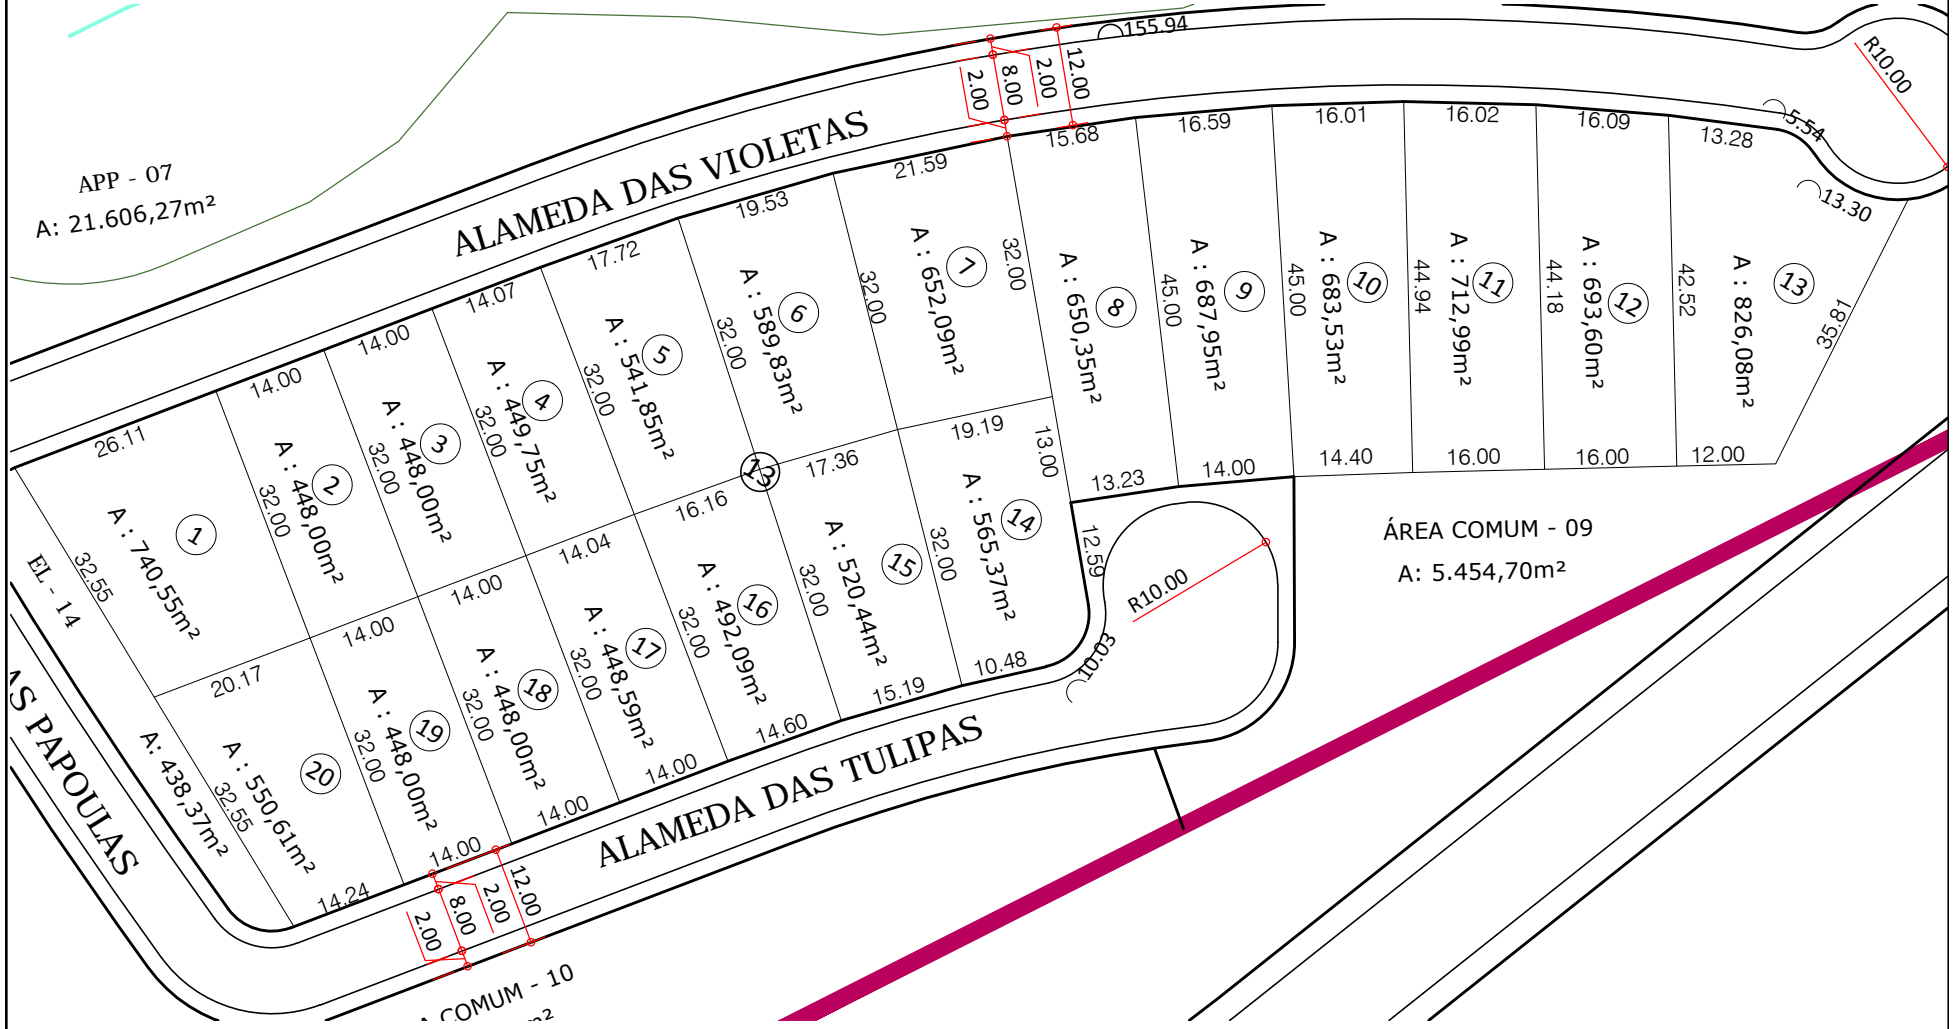 155.94
R10.00
12.00
2.00
8.00
2.00
5.54
13.30
APP - 07
A: 21.606,27m²
ALAMEDA DAS VIOLETAS
26.11
14.00
14.00
14.07
17.72
19.53
21.59
15.68
16.59
16.01
16.02
16.09
13.28
1
A : 740,55m²
32.55
32.00
2
A : 448,00m²
32.00
3
A : 448,00m²
32.00
4
A : 449,75m²
32.00
5
A : 541,85m²
32.00
6
A : 589,83m²
32.00
7
A : 652,09m²
32.00
8
A : 650,35m²
45.00
9
A : 687,95m²
45.00
10
A : 683,53m²
44.94
11
A : 712,99m²
44.18
12
A : 693,60m²
42.52
13
A : 826,08m²
35.81
13
20.17
14.00
14.00
14.04
16.16
17.36
19.19
13.00
13.23
14.00
14.40
16.00
16.00
12.00
14
A : 565,37m²
12.59
32.00
15
A : 520,44m²
32.00
16
A : 492,09m²
32.00
17
A : 448,59m²
32.00
18
A : 448,00m²
32.00
19
A : 448,00m²
32.00
20
A : 550,61m²
32.55
14.24
14.00
14.00
14.00
14.60
15.19
10.48
10.03
R10.00
EL - 14
A: 438,37m²
AS PAPOULAS
ALAMEDA DAS TULIPAS
12.00
2.00
8.00
2.00
ÁREA COMUM - 09
A: 5.454,70m²
A COMUM - 10
m²